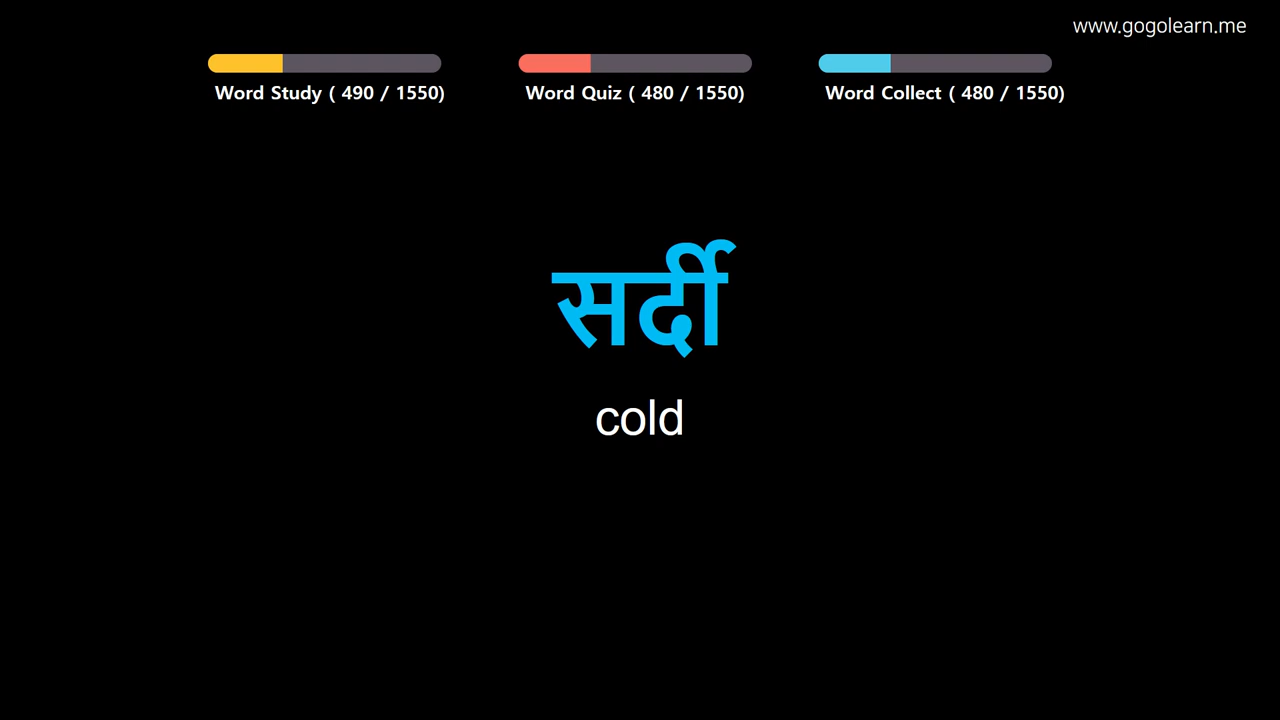 www.gogolearn.me
Word Study ( 490 / 1550)
Word Quiz ( 480 / 1550)
Word Collect ( 480 / 1550)
सर्दी
cold